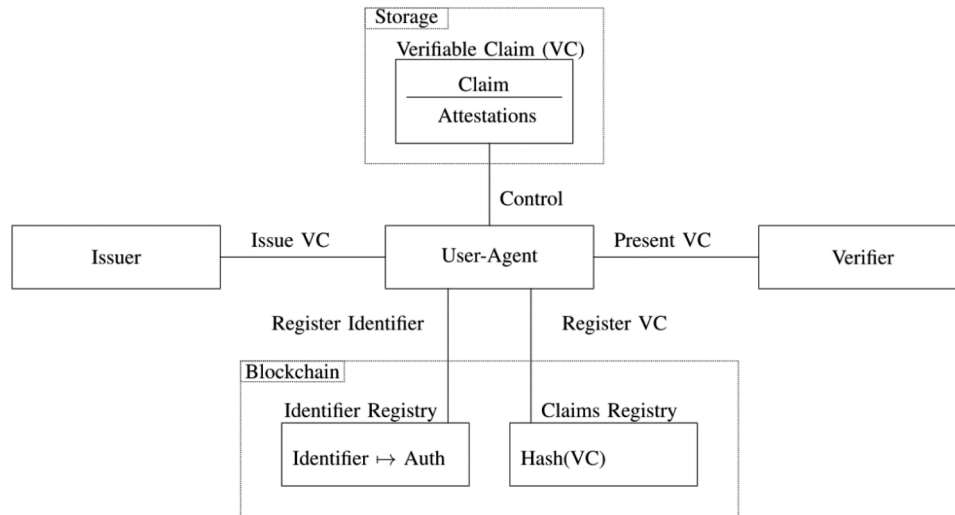 Storage
Verifiable Claim (VC)
Claim
Attestations
Control
Issuer
Issue VC
User-Agent
Present VC
Verifier
Register Identifier
Register VC
Blockchain
Identifier Registry
Claims Registry
Identifier ↦ Auth
Hash(VC)